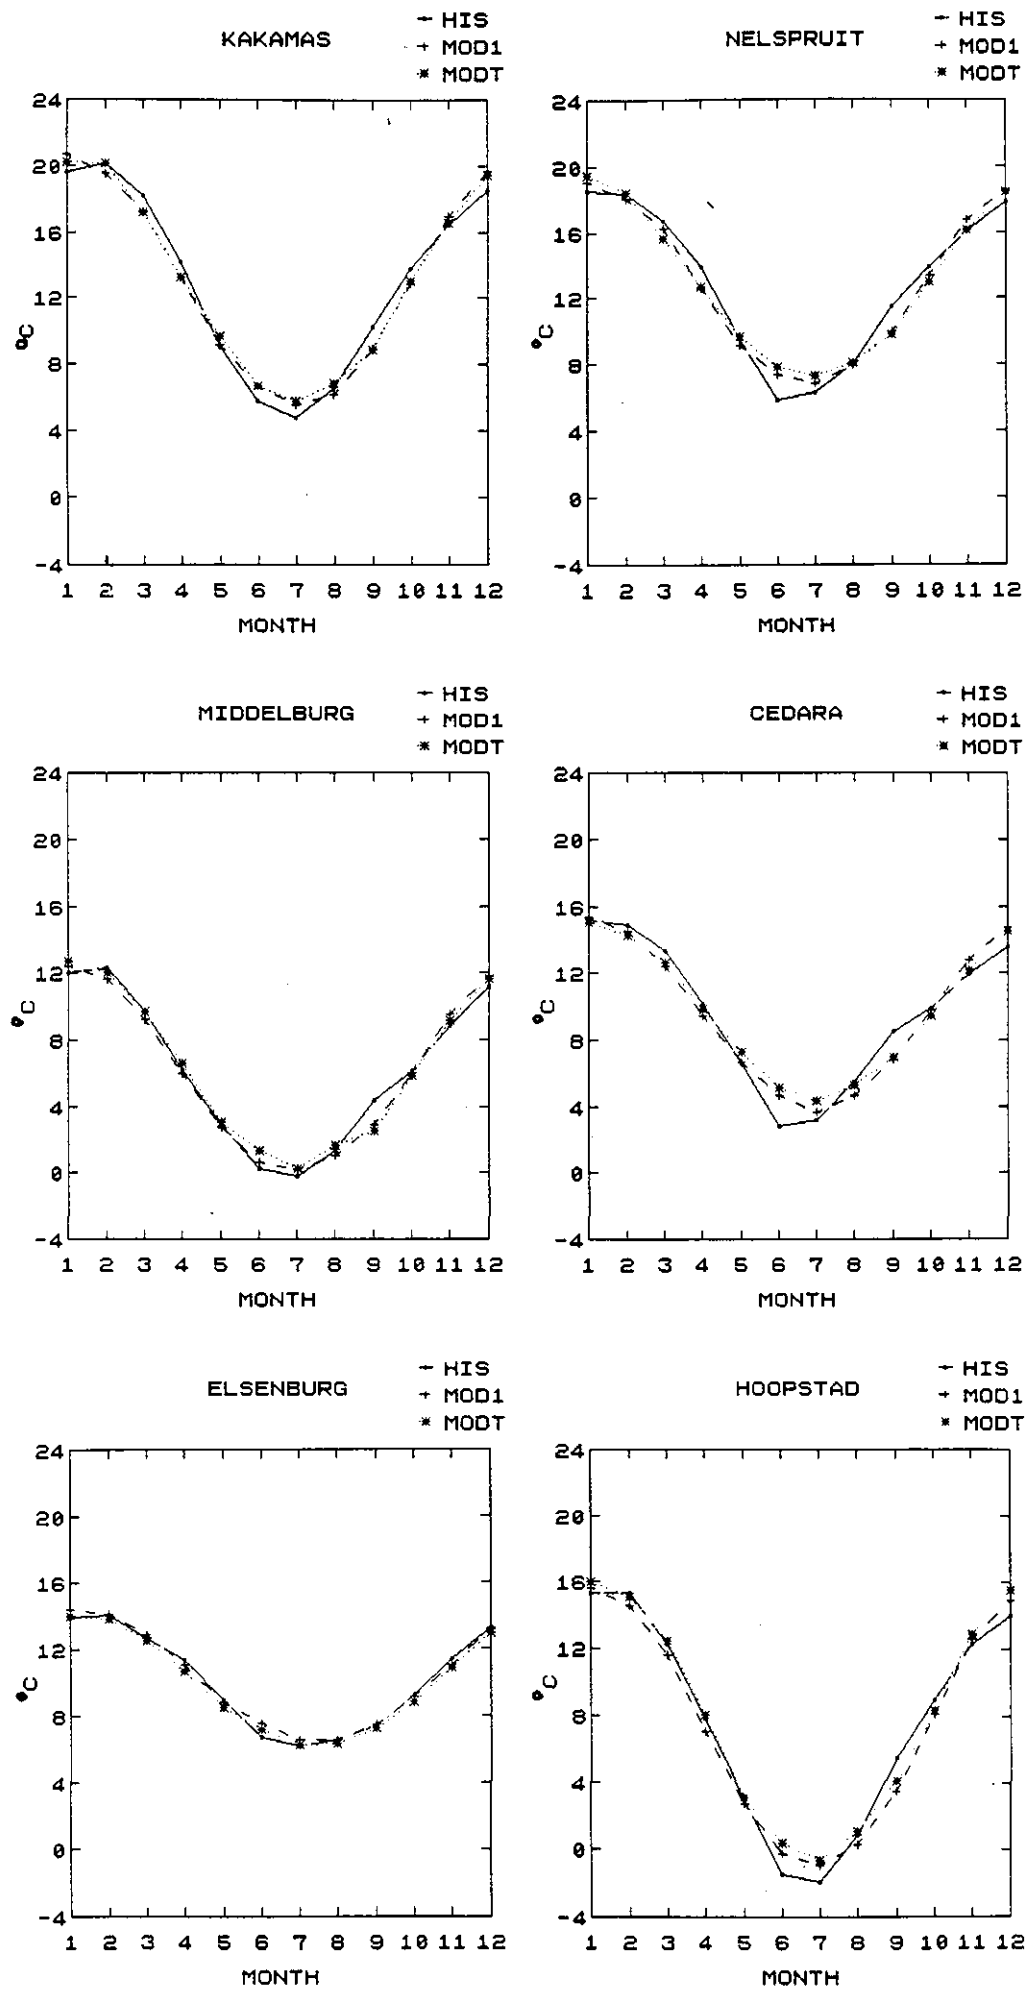 KAKAMAS
HIS
MOD1
MODT
24
20
16
12
8
4
0
-4
°C
1 2 3 4 5 6 7 8 9 10 11 12
MONTH
NELSPRUIT
HIS
MOD1
MODT
24
20
16
12
8
4
0
-4
°C
1 2 3 4 5 6 7 8 9 10 11 12
MONTH
MIDDELBURG
HIS
MOD1
MODT
24
20
16
12
8
4
0
-4
°C
1 2 3 4 5 6 7 8 9 10 11 12
MONTH
CEDARA
HIS
MOD1
MODT
24
20
16
12
8
4
0
-4
°C
1 2 3 4 5 6 7 8 9 10 11 12
MONTH
ELSENBURG
HIS
MOD1
MODT
24
20
16
12
8
4
0
-4
°C
1 2 3 4 5 6 7 8 9 10 11 12
MONTH
HOOPSTAD
HIS
MOD1
MODT
24
20
16
12
8
4
0
-4
°C
1 2 3 4 5 6 7 8 9 10 11 12
MONTH